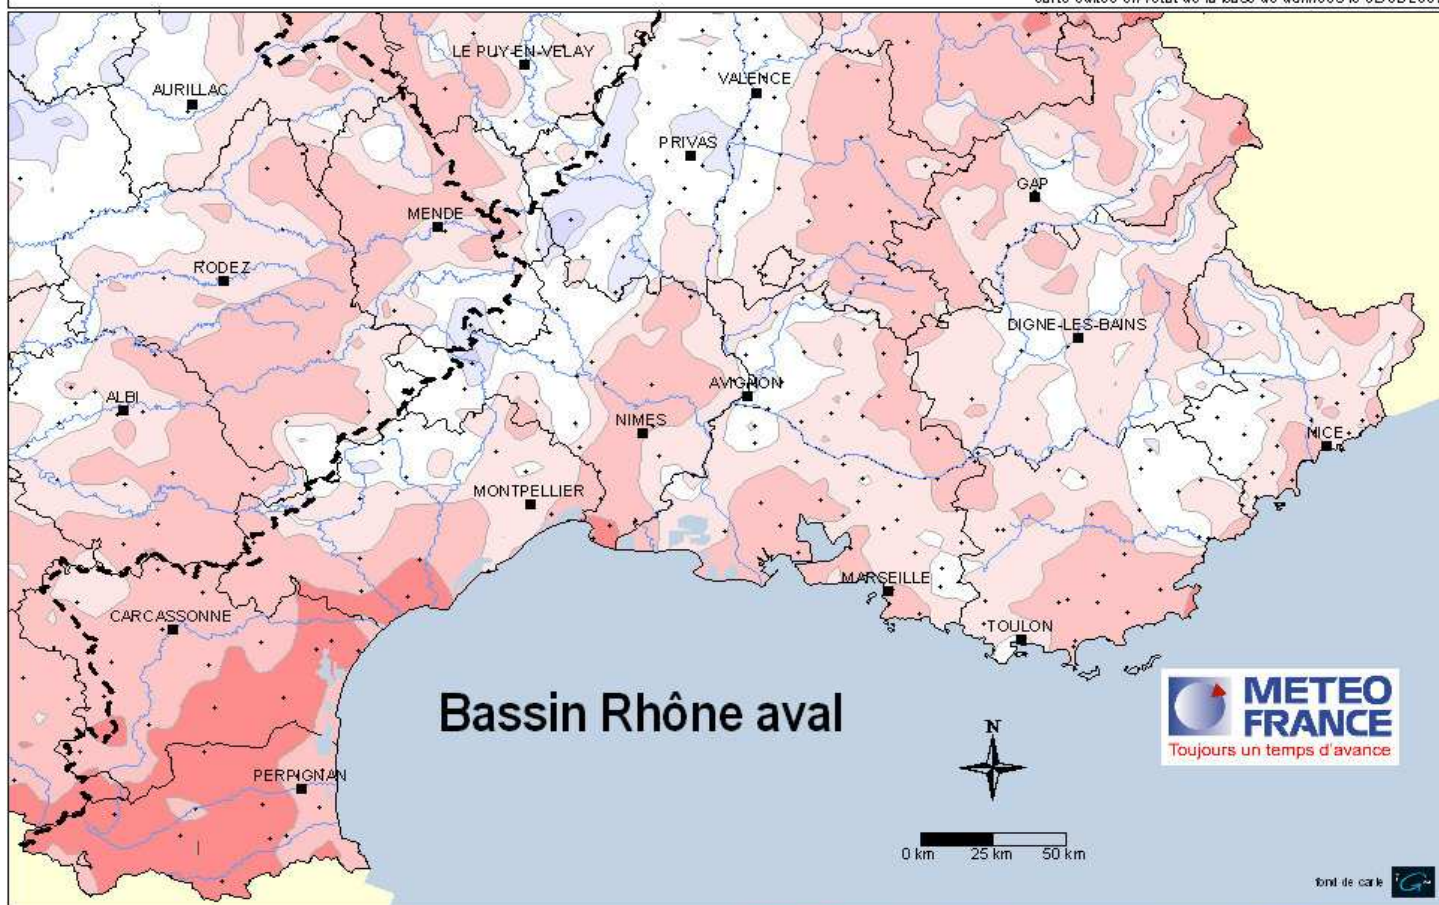 LE PUY-EN-VELAY
VALENCE
AURILLAC
PRIVAS
GAP
MENDE
RODEZ
DIGNE-LES-BAINS
AVIGNON
ALBI
NIMES
NICE
MONTPELLIER
MARSEILLE
CARCASSONNE
TOULON
Bassin Rhône aval
METEO
FRANCE
Toujours un temps d'avance
N
PERPIGNAN
0 km 25 km 50 km
fond de carte